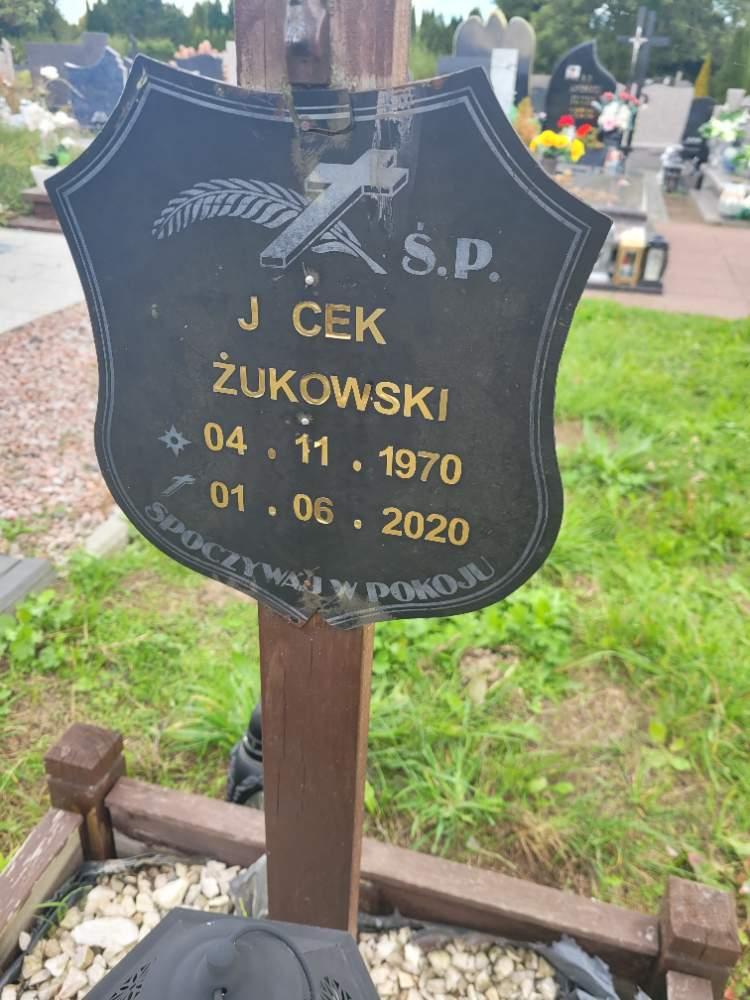 Ś.P.
J CEK
ŻUKOWSKI
04 . 11 . 1970
01 . 06 . 2020
SPOCZYWAJ W POKOJU